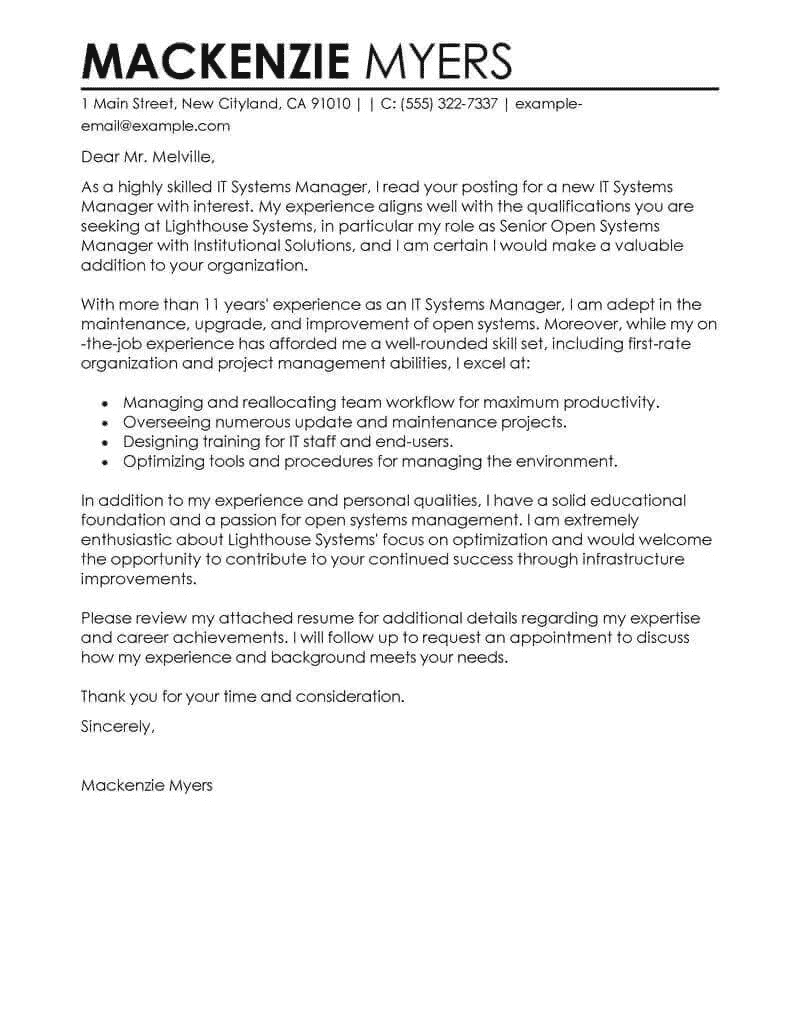 MACKENZIE MYERS
1 Main Street, New Cityland, CA 91010 | | C: (555) 322-7337 | example-
email@example.com
Dear Mr. Melville,
As a highly skilled IT Systems Manager, I read your posting for a new IT Systems
Manager with interest. My experience aligns well with the qualifications you are
seeking at Lighthouse Systems, in particular my role as Senior Open Systems
Manager with Institutional Solutions, and I am certain I would make a valuable
addition to your organization.
With more than 11 years' experience as an IT Systems Manager, I am adept in the
maintenance, upgrade, and improvement of open systems. Moreover, while my on
-the-job experience has afforded me a well-rounded skill set, including first-rate
organization and project management abilities, I excel at:
• Managing and reallocating team workflow for maximum productivity.
• Overseeing numerous update and maintenance projects.
• Designing training for IT staff and end-users.
• Optimizing tools and procedures for managing the environment.
In addition to my experience and personal qualities, I have a solid educational
foundation and a passion for open systems management. I am extremely
enthusiastic about Lighthouse Systems' focus on optimization and would welcome
the opportunity to contribute to your continued success through infrastructure
improvements.
Please review my attached resume for additional details regarding my expertise
and career achievements. I will follow up to request an appointment to discuss
how my experience and background meets your needs.
Thank you for your time and consideration.
Sincerely,
Mackenzie Myers